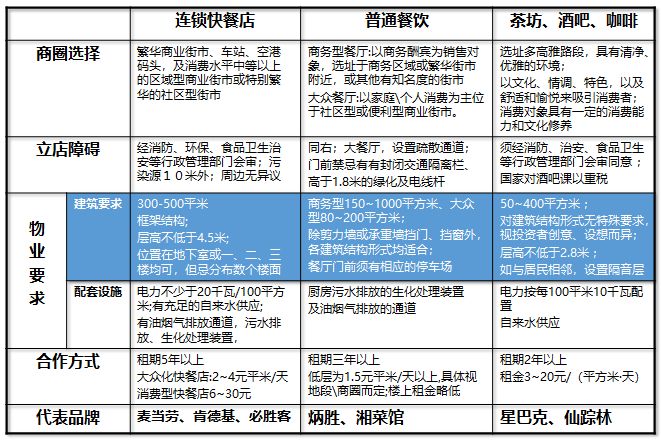 连锁快餐店
普通餐饮
茶坊、酒吧、咖啡
商圈选择
繁华商业街市、车站、空港
码头，及消费水平中等以上
的区域型商业街市或特别繁
华的社区型街市
商务型餐厅:以商务酬宾为销售对
象，选址于商务区域或繁华街市
附近，或其他有知名度的街市
大众餐厅:以家庭\个人消费为主位
于社区型或便利型商业街市。
选址多高雅路段，具有清净、
优雅的环境；
以文化、情调、特色，以及
舒适和愉悦来吸引消费者；
消费对象具有一定的消费能
力和文化修养
立店障碍
经消防、环保、食品卫生治
安等行政管理部门会审；污
染源１０米外；周边无异议
同右；大餐厅，设置疏散通道；
门前禁忌有有封闭交通隔离栏、
高于1.8米的绿化及电线杆
须经消防、治安、食品卫生
等行政管理部门会审同意；
国家对酒吧课以重税
物业要求
建筑要求
300-500平米
框架结构;
层高不低于4.5米;
位置在地下室或一、二、三
楼均可，但忌分布数个楼面
商务型150~1000平方米、大众
型80~200平方米；
除剪力墙或承重墙挡门、挡窗外，
各建筑结构形式均适合；
餐厅门前须有相应的停车场
50~400平方米；
对建筑结构形式无特殊要求，
视投资者创意、设想而异；
层高不低于2.8米；
如与居民相邻，设置隔音层
配套设施
电力不少于20千瓦/100平方
米;有充足的自来水供应;
有油烟气排放通道，污水排
放、生化处理装置，
厨房污水排放的生化处理装置
及油烟气排放的通道
电力按每100平米10千瓦配
置
自来水供应
合作方式
租期5年以上
大众化快餐店:2~4元平米/天
消费型快餐店6~30元
租期三年以上
低层为1.5元平米/天以上,具体视
地段\商圈而定;楼上租金略低
租期2年以上
租金3~20元/（平方米·天）
代表品牌
麦当劳、肯德基、必胜客
炳胜、湘菜馆
星巴克、仙踪林